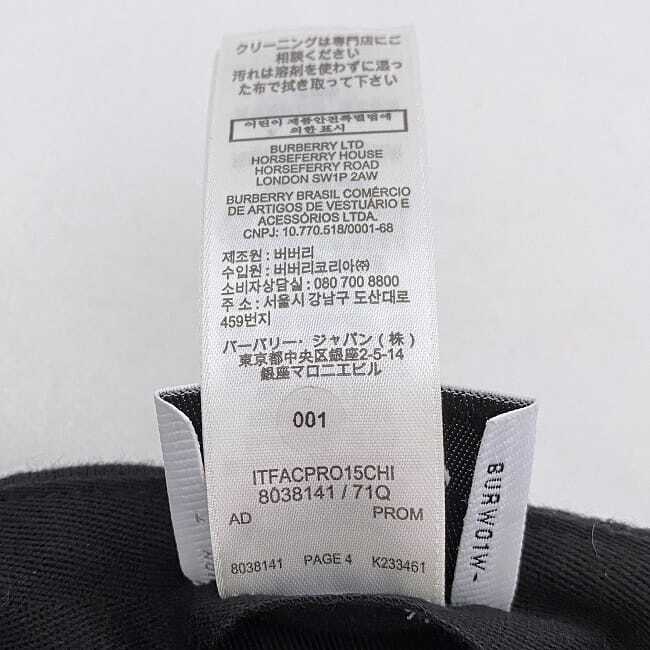 クリーニングは専門店にご
相談ください
汚れは溶剤を使わずに湿っ
た布で拭き取って下さい
어린이 제품안전특별법에
의한 표시
BURBERRY LTD
HORSEFERRY HOUSE
HORSEFERRY ROAD
LONDON SW1P 2AW
BURBERRY BRASIL COMÉRCIO
DE ARTIGOS DE VESTUÁRIO E
ACESSÓRIOS LTDA.
CNPJ: 10.770.518/0001-68
제조원 : 버버리
수입원 : 버버리코리아㈜
소비자상담실 : 080 700 8800
주 소 : 서울시 강남구 도산대로
459번지
バーバリー・ジャパン ( 株 )
東京都中央区銀座2-5-14
銀座マロニエビル
001
ITFACPRO15CHI
8038141 / 71Q
AD PROM
8038141 PAGE 4 K233461
BURW01W-